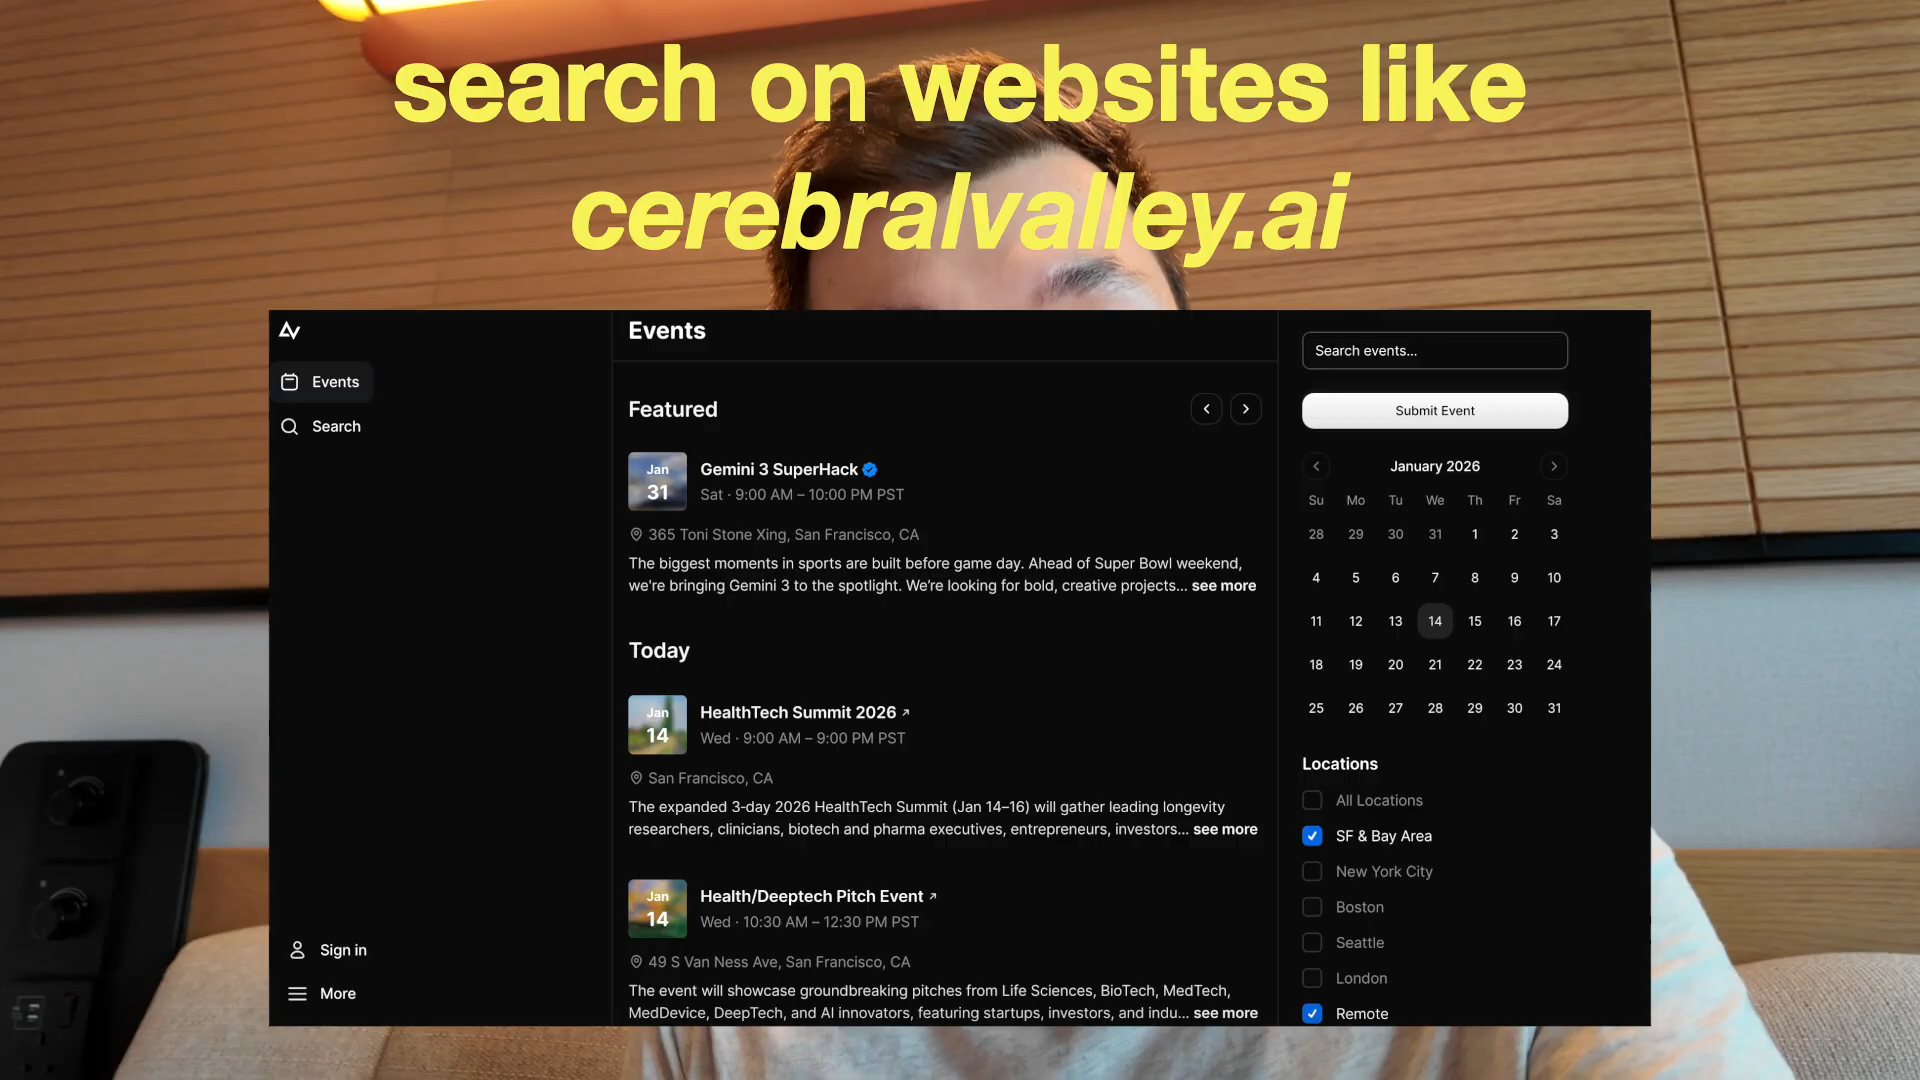 search on websites like
cerebralvalley.ai
Events
Search
Sign in
More
Events
Featured
Jan
31
Gemini 3 SuperHack
Sat · 9:00 AM – 10:00 PM PST
365 Toni Stone Xing, San Francisco, CA
The biggest moments in sports are built before game day. Ahead of Super Bowl weekend,
we're bringing Gemini 3 to the spotlight. We're looking for bold, creative projects... see more
Today
Jan
14
HealthTech Summit 2026 ↗
Wed · 9:00 AM – 9:00 PM PST
San Francisco, CA
The expanded 3-day 2026 HealthTech Summit (Jan 14–16) will gather leading longevity
researchers, clinicians, biotech and pharma executives, entrepreneurs, investors... see more
Jan
14
Health/Deeptech Pitch Event ↗
Wed · 10:30 AM – 12:30 PM PST
49 S Van Ness Ave, San Francisco, CA
The event will showcase groundbreaking pitches from Life Sciences, BioTech, MedTech,
MedDevice, DeepTech, and AI innovators, featuring startups, investors, and indu... see more
Search events...
Submit Event
January 2026
Su Mo Tu We Th Fr Sa
28 29 30 31 1 2 3
4 5 6 7 8 9 10
11 12 13 14 15 16 17
18 19 20 21 22 23 24
25 26 27 28 29 30 31
Locations
All Locations
SF & Bay Area
New York City
Boston
Seattle
London
Remote